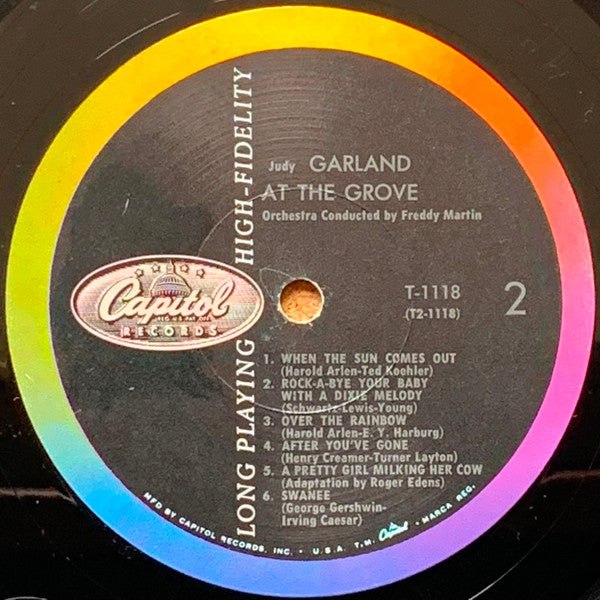 Judy GARLAND
AT THE GROVE
Orchestra Conducted by Freddy Martin
LONG PLAYING HIGH-FIDELITY
Capitol
REG. U.S. PAT. OFF.
RECORDS
T-1118
(T2-1118)
2
1. WHEN THE SUN COMES OUT
(Harold Arlen-Ted Koehler)
2. ROCK-A-BYE YOUR BABY
WITH A DIXIE MELODY
(Schwartz-Lewis-Young)
3. OVER THE RAINBOW
(Harold Arlen-E. Y. Harburg)
4. AFTER YOU'VE GONE
(Henry Creamer-Turner Layton)
5. A PRETTY GIRL MILKING HER COW
(Adaptation by Roger Edens)
6. SWANEE
(George Gershwin-
Irving Caesar)
MFD BY CAPITOL RECORDS, INC. • U.S.A. T.M. Capitol MARCA REG.